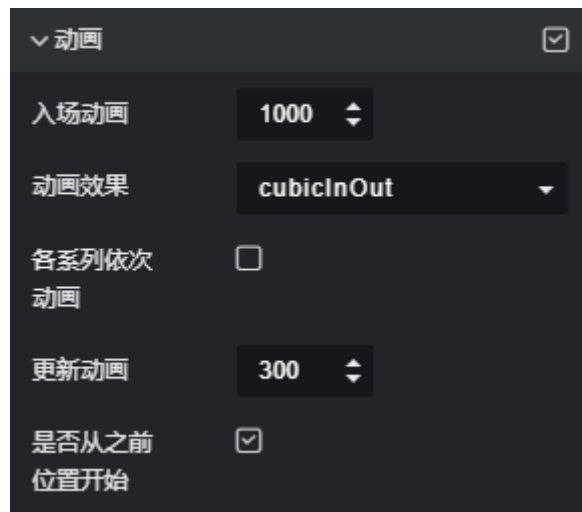 动画
入场动画 1000
动画效果 cubicInOut
各系列依次
动画
更新动画 300
是否从之前
位置开始